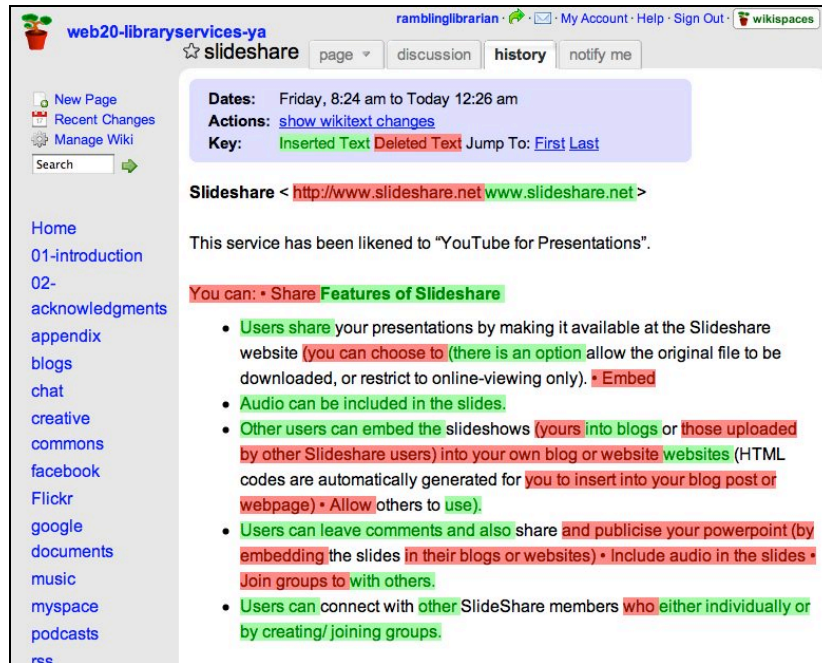 web20-libraryservices-ya
ramblinglibrarian · · · My Account · Help · Sign Out · wikispaces
slideshare page discussion history notify me
New Page
Recent Changes
Manage Wiki
Search
Home
01-introduction
02-
acknowledgments
appendix
blogs
chat
creative
commons
facebook
Flickr
google
documents
music
myspace
podcasts
rss
Dates: Friday, 8:24 am to Today 12:26 am
Actions: show wikitext changes
Key: Inserted Text Deleted Text Jump To: First Last
Slideshare < http://www.slideshare.net www.slideshare.net >
This service has been likened to “YouTube for Presentations”.
You can: • Share Features of Slideshare
• Users share your presentations by making it available at the Slideshare
website (you can choose to (there is an option allow the original file to be
downloaded, or restrict to online-viewing only). • Embed
• Audio can be included in the slides.
• Other users can embed the slideshows (yours into blogs or those uploaded
by other Slideshare users) into your own blog or website websites (HTML
codes are automatically generated for you to insert into your blog post or
webpage) • Allow others to use).
• Users can leave comments and also share and publicise your powerpoint (by
embedding the slides in their blogs or websites) • Include audio in the slides •
Join groups to with others.
• Users can connect with other SlideShare members who either individually or
by creating/ joining groups.